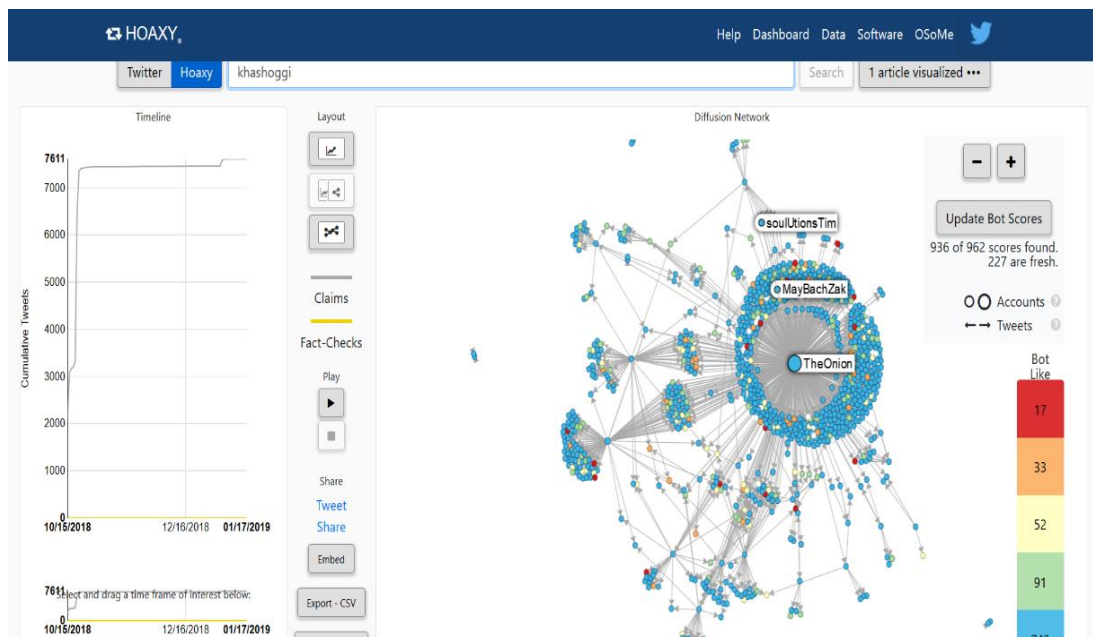 HOAXY®
Help Dashboard Data Software OSoMe
Twitter Hoaxy khashoggi Search 1 article visualized •••
Timeline
7611
7000
6000
5000
4000
3000
2000
1000
0
Cumulative Tweets
10/15/2018 12/16/2018 01/17/2019
7611
Select and drag a time frame of interest below:
0
10/15/2018 12/16/2018 01/17/2019
Layout
Claims
Fact-Checks
Play
Share
Tweet
Share
Embed
Export - CSV
Diffusion Network
soulUtionsTim
MayBachZak
TheOnion
- +
Update Bot Scores
936 of 962 scores found.
227 are fresh.
Accounts ?
Tweets ?
Bot
Like
17
33
52
91